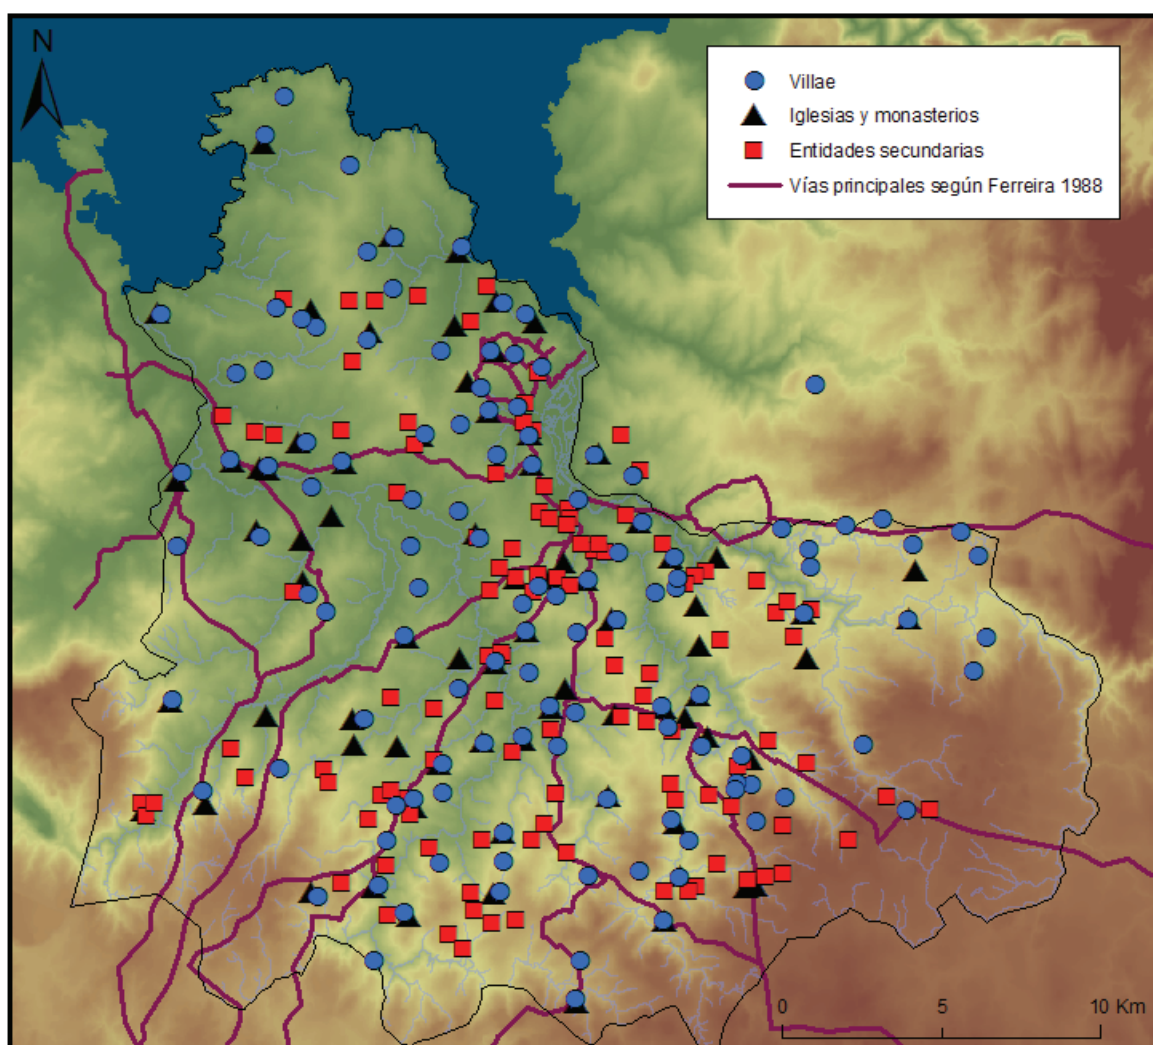 N
Villae
Iglesias y monasterios
Entidades secundarias
Vías principales según Ferreira 1988
0 5 10 Km